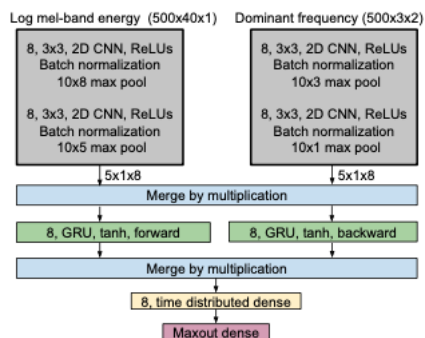 Log mel-band energy (500x40x1)
Dominant frequency (500x3x2)
8, 3x3, 2D CNN, ReLUs
Batch normalization
10x8 max pool
8, 3x3, 2D CNN, ReLUs
Batch normalization
10x5 max pool
8, 3x3, 2D CNN, ReLUs
Batch normalization
10x3 max pool
8, 3x3, 2D CNN, ReLUs
Batch normalization
10x1 max pool
5x1x8
5x1x8
Merge by multiplication
8, GRU, tanh, forward
8, GRU, tanh, backward
Merge by multiplication
8, time distributed dense
Maxout dense